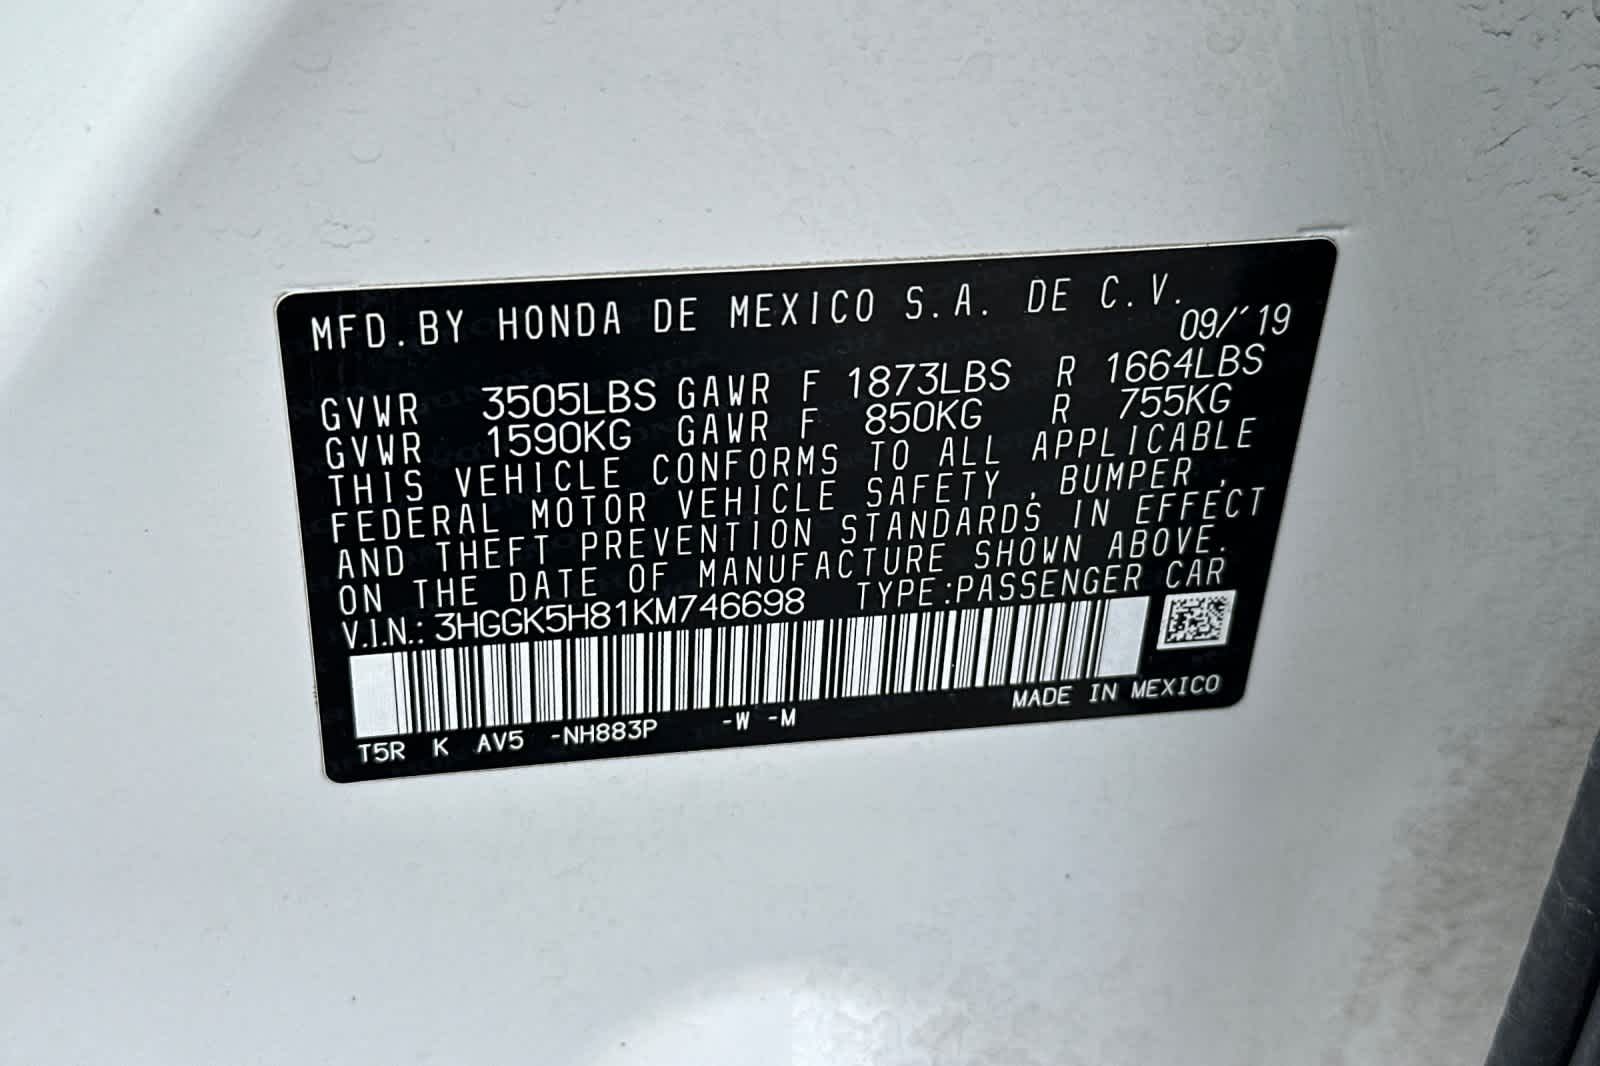 MFD.BY HONDA DE MEXICO S.A. DE C.V.
09/'19
GVWR 3505LBS GAWR F 1873LBS R 1664LBS
GVWR 1590KG GAWR F 850KG R 755KG
THIS VEHICLE CONFORMS TO ALL APPLICABLE
FEDERAL MOTOR VEHICLE SAFETY, BUMPER,
AND THEFT PREVENTION STANDARDS IN EFFECT
ON THE DATE OF MANUFACTURE SHOWN ABOVE.
V.I.N.: 3HGGK5H81KM746698 TYPE:PASSENGER CAR
MADE IN MEXICO
T5R K AV5 -NH883P -W -M